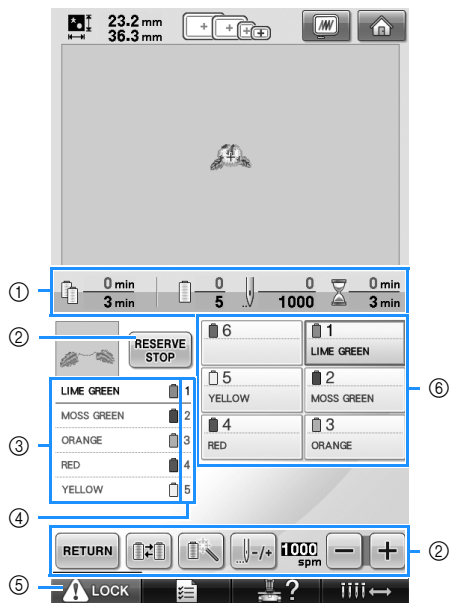 23.2 mm
36.3 mm
① 0 min 0 0 0 min
3 min 5 1000 3 min
② RESERVE
STOP
6 1
LIME GREEN
5 2 ⑥
YELLOW MOSS GREEN
4 3
RED ORANGE
LIME GREEN 1
MOSS GREEN 2
③ ORANGE 3
RED 4
YELLOW 5
④
RETURN -/+ 1000 spm − + ②
⑤ LOCK ?